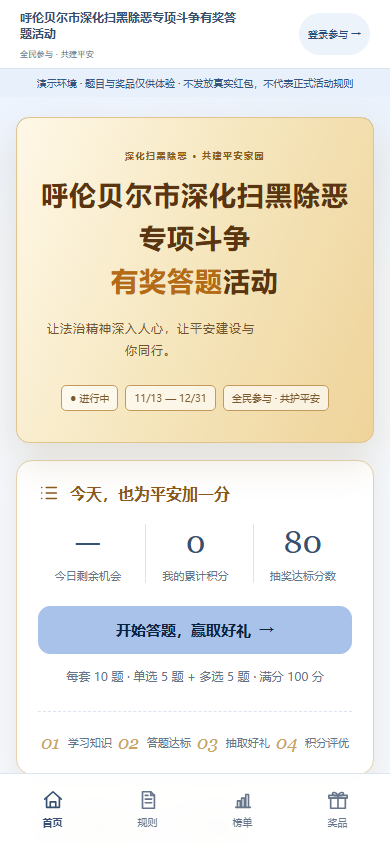 呼伦贝尔市深化扫黑除恶专项斗争有奖答
题活动
全民参与 · 共建平安
登录参与 →
演示环境 · 题目与奖品仅供体验 · 不发放真实红包，不代表正式活动规则
深化扫黑除恶 • 共建平安家园
呼伦贝尔市深化扫黑除恶
专项斗争
有奖答题活动
让法治精神深入人心，让平安建设与
你同行。
进行中
11/13 — 12/31
全民参与 · 共护平安
今天，也为平安加一分
— 0 80
今日剩余机会 我的累计积分 抽奖达标分数
开始答题，赢取好礼 →
每套 10 题 · 单选 5 题 + 多选 5 题 · 满分 100 分
01 学习知识 02 答题达标 03 抽取好礼 04 积分评优
首页 规则 榜单 奖品